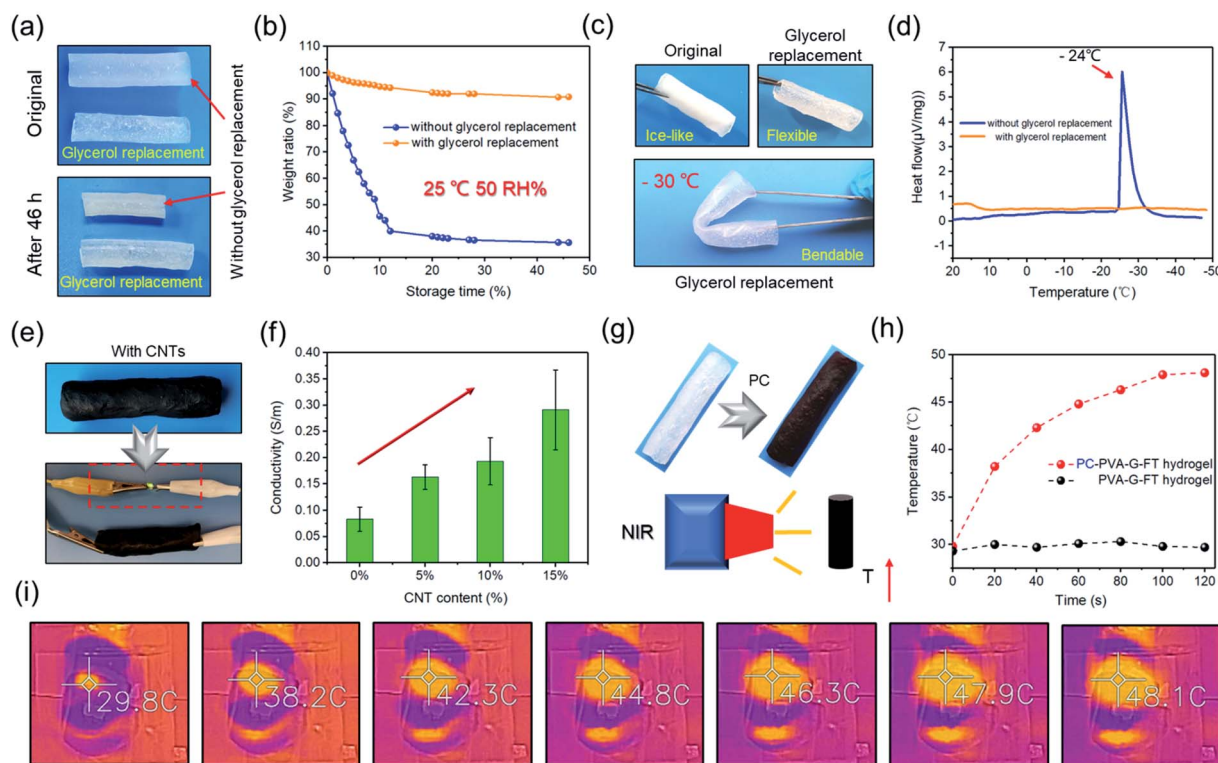 (a)
Original
Glycerol replacement
After 46 h
Glycerol replacement
Without glycerol replacement
(b)
110
100
90
80
70
60
50
40
35
30
Weight ratio (%)
without glycerol replacement
with glycerol replacement
25 ℃ 50 RH%
0
10
20
30
40
50
Storage time (%)
(c)
Original
Glycerol
replacement
Ice-like
Flexible
- 30 ℃
Bendable
Glycerol replacement
(d)
7
6
5
4
3
2
1
0
-1
Heat flow(μV/mg))
- 24℃
without glycerol replacement
with glycerol replacement
20
10
0
-10
-20
-30
-40
-50
Temperature (℃)
(e)
With CNTs
(f)
0.40
0.35
0.30
0.25
0.20
0.15
0.10
0.05
0.00
Conductivity (S/m)
0%
5%
10%
15%
CNT content (%)
(g)
PC
NIR
T
(h)
50
45
40
35
30
Temperature (℃)
PC-PVA-G-FT hydrogel
PVA-G-FT hydrogel
0
20
40
60
80
100
120
Time (s)
(i)
29.8C
38.2C
42.3C
44.8C
46.3C
47.9C
48.1C